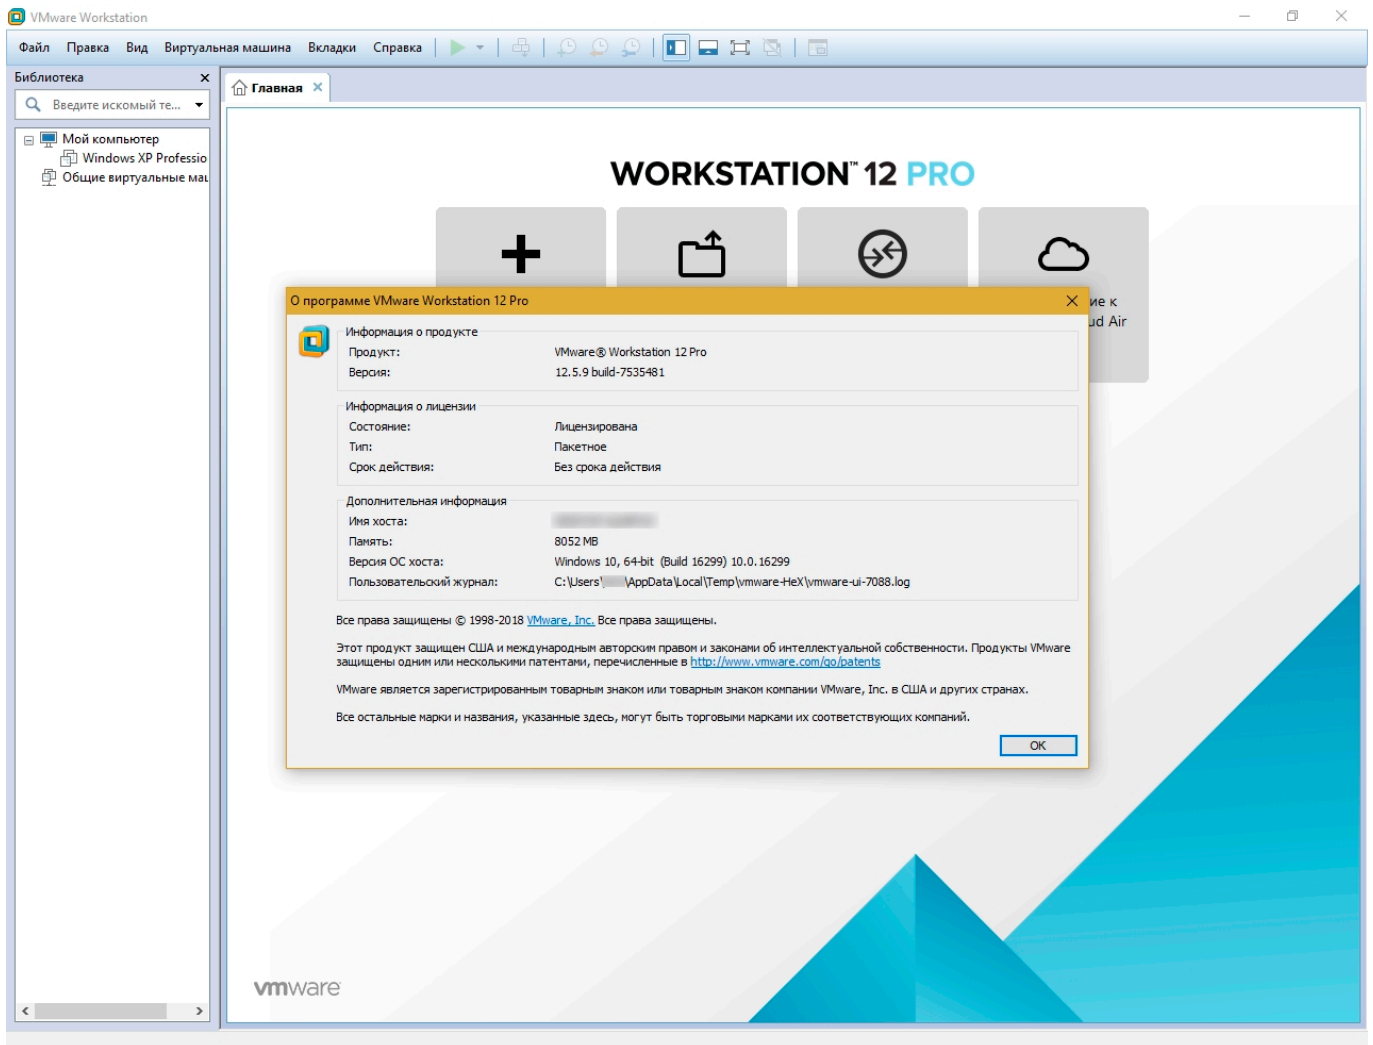 VMware Workstation
Файл Правка Вид Виртуальная машина Вкладки Справка
Библиотека
Введите искомый те...
Главная
Мой компьютер
Windows XP Professio
Общие виртуальные маш
WORKSTATION™ 12 PRO
ие к
ud Air
О программе VMware Workstation 12 Pro
Информация о продукте
Продукт: VMware® Workstation 12 Pro
Версия: 12.5.9 build-7535481
Информация о лицензии
Состояние: Лицензирована
Тип: Пакетное
Срок действия: Без срока действия
Дополнительная информация
Имя хоста:
Память: 8052 MB
Версия ОС хоста: Windows 10, 64-bit (Build 16299) 10.0.16299
Пользовательский журнал: C:\Users\ \AppData\Local\Temp\vmware-HeX\vmware-ui-7088.log
Все права защищены © 1998-2018 VMware, Inc. Все права защищены.
Этот продукт защищен США и международным авторским правом и законами об интеллектуальной собственности. Продукты VMware
защищены одним или несколькими патентами, перечисленные в http://www.vmware.com/go/patents
VMware является зарегистрированным товарным знаком или товарным знаком компании VMware, Inc. в США и других странах.
Все остальные марки и названия, указанные здесь, могут быть торговыми марками их соответствующих компаний.
OK
vmware